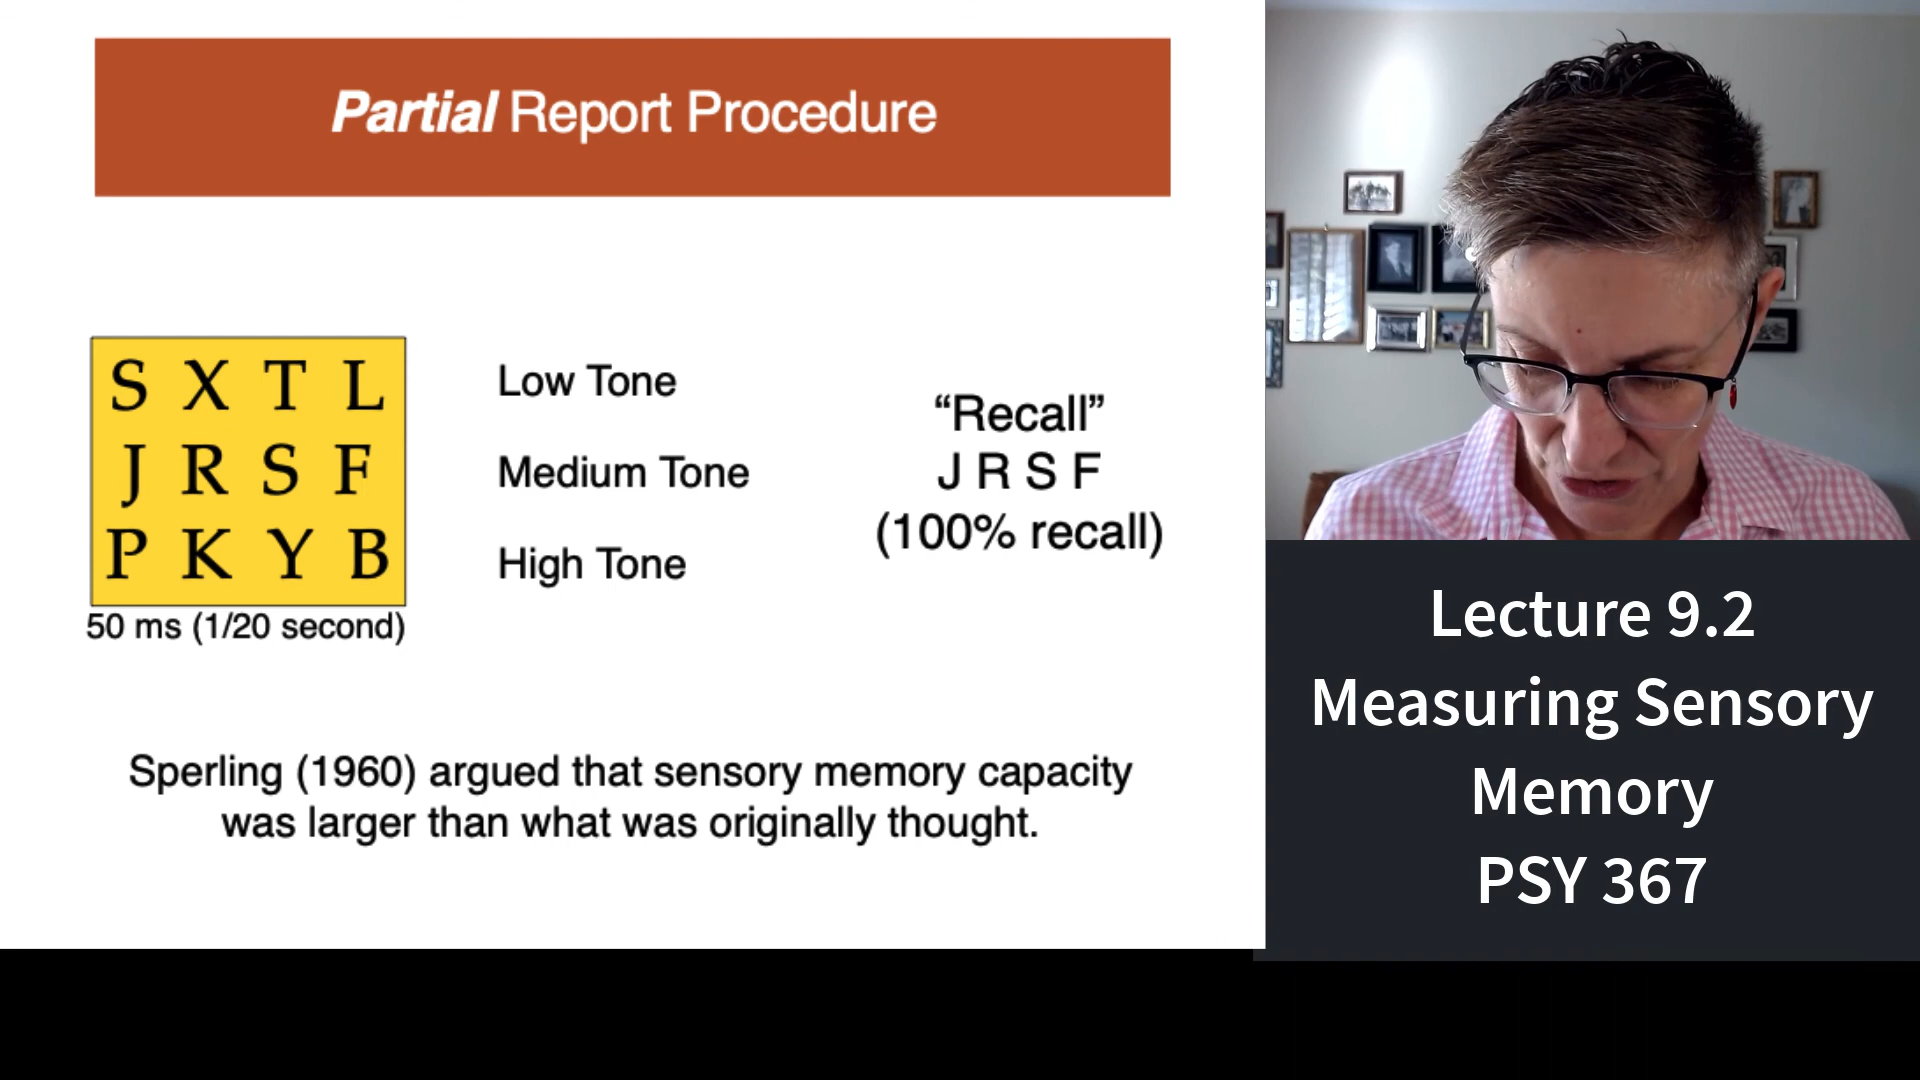 Partial Report Procedure
S X T L
J R S F
P K Y B
50 ms (1/20 second)
Low Tone
Medium Tone
High Tone
“Recall”
J R S F
(100% recall)
Sperling (1960) argued that sensory memory capacity
was larger than what was originally thought.
Lecture 9.2
Measuring Sensory
Memory
PSY 367